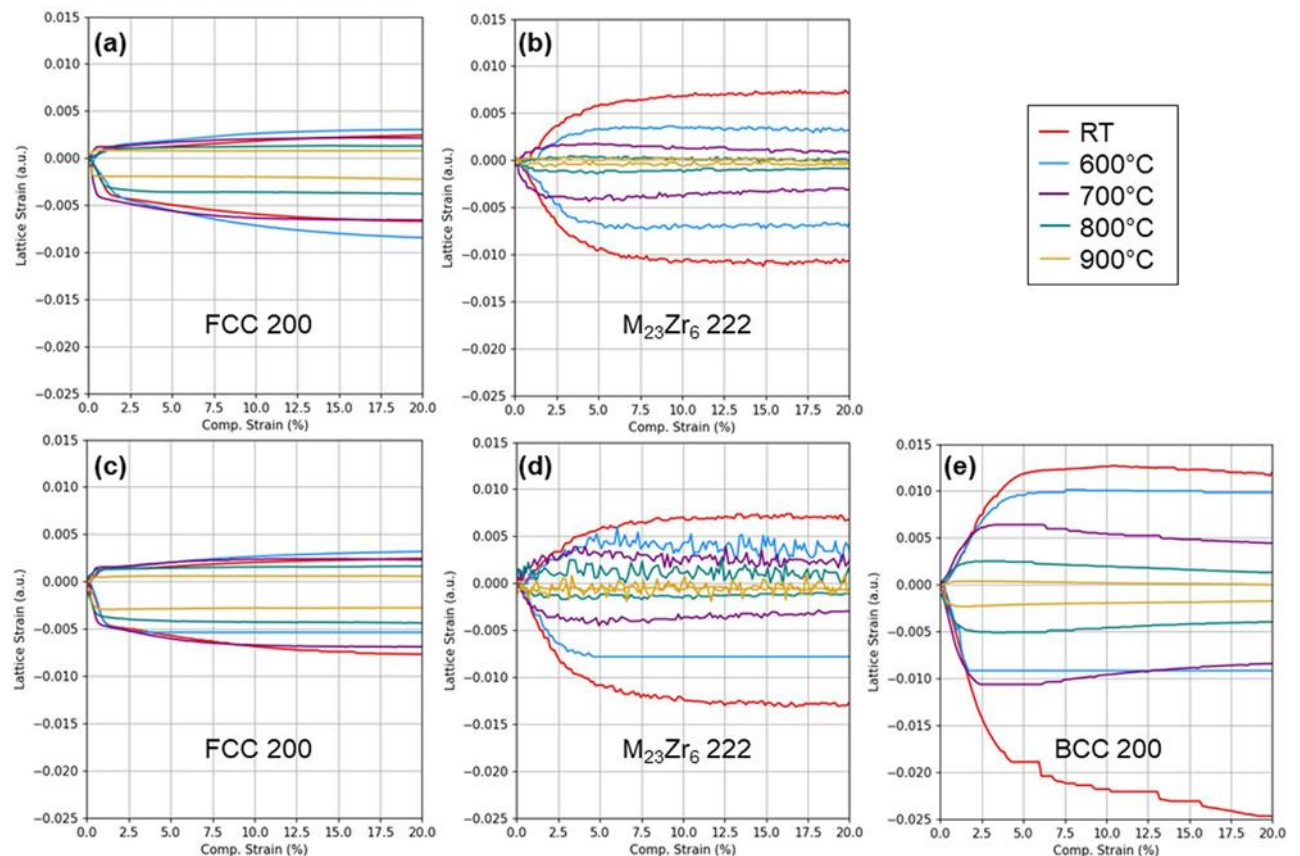 (a)
0.015
0.010
0.005
0.000
−0.005
−0.010
−0.015
−0.020
−0.025
Lattice Strain (a.u.)
FCC 200
0.0 2.5 5.0 7.5 10.0 12.5 15.0 17.5 20.0
Comp. Strain (%)
(b)
0.015
0.010
0.005
0.000
−0.005
−0.010
−0.015
−0.020
−0.025
Lattice Strain (a.u.)
M23Zr6 222
0.0 2.5 5.0 7.5 10.0 12.5 15.0 17.5 20.0
Comp. Strain (%)
RT
600°C
700°C
800°C
900°C
(c)
0.015
0.010
0.005
0.000
−0.005
−0.010
−0.015
−0.020
−0.025
Lattice Strain (a.u.)
FCC 200
0.0 2.5 5.0 7.5 10.0 12.5 15.0 17.5 20.0
Comp. Strain (%)
(d)
0.015
0.010
0.005
0.000
−0.005
−0.010
−0.015
−0.020
−0.025
Lattice Strain (a.u.)
M23Zr6 222
0.0 2.5 5.0 7.5 10.0 12.5 15.0 17.5 20.0
Comp. Strain (%)
(e)
0.015
0.010
0.005
0.000
−0.005
−0.010
−0.015
−0.020
−0.025
Lattice Strain (a.u.)
BCC 200
0.0 2.5 5.0 7.5 10.0 12.5 15.0 17.5 20.0
Comp. Strain (%)